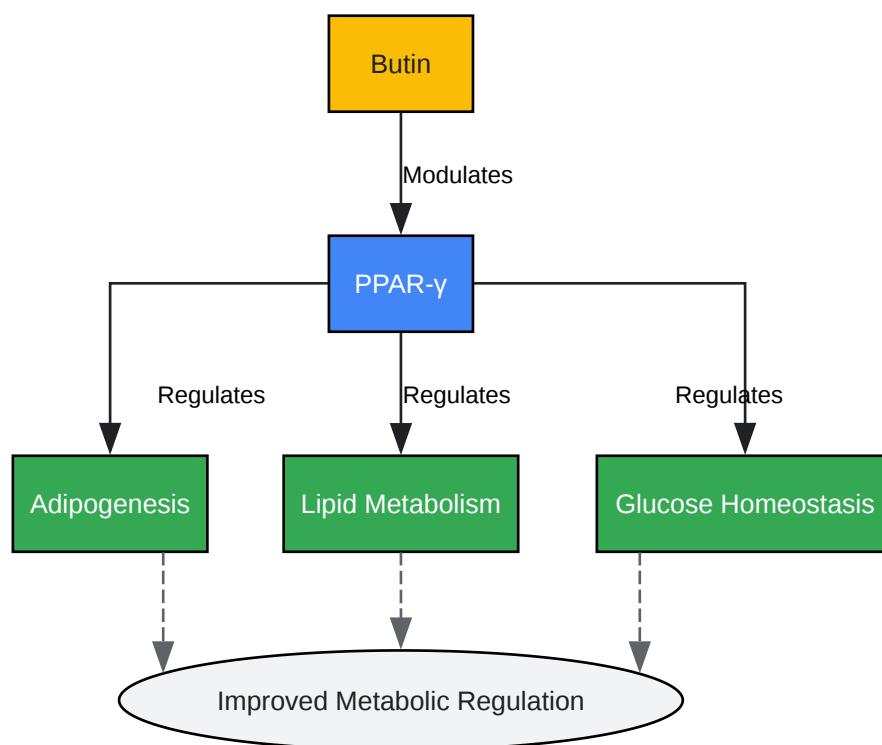 Butin
Modulates
PPAR-γ
Regulates
Regulates
Regulates
Adipogenesis
Lipid Metabolism
Glucose Homeostasis
Improved Metabolic Regulation